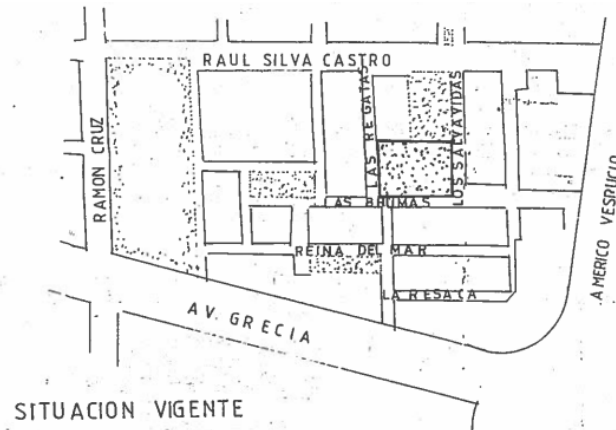 RAUL SILVA CASTRO
RAMON CRUZ
LAS REGATAS
LOS SALVAVIDAS
AMERICO VESPUCIO
LAS BRUMAS
REINA DEL MAR
LA RESACA
AV. GRECIA
SITUACION VIGENTE